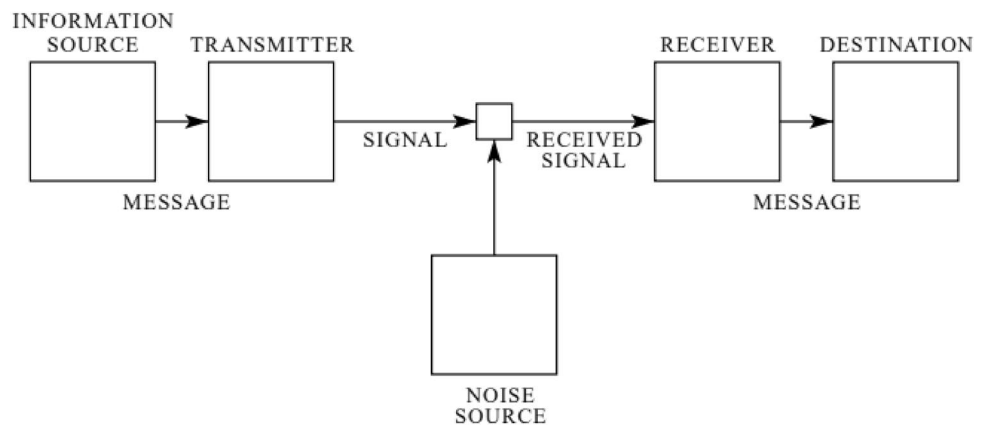 INFORMATION
SOURCE
TRANSMITTER
RECEIVER
DESTINATION
SIGNAL
RECEIVED
SIGNAL
MESSAGE
MESSAGE
NOISE
SOURCE